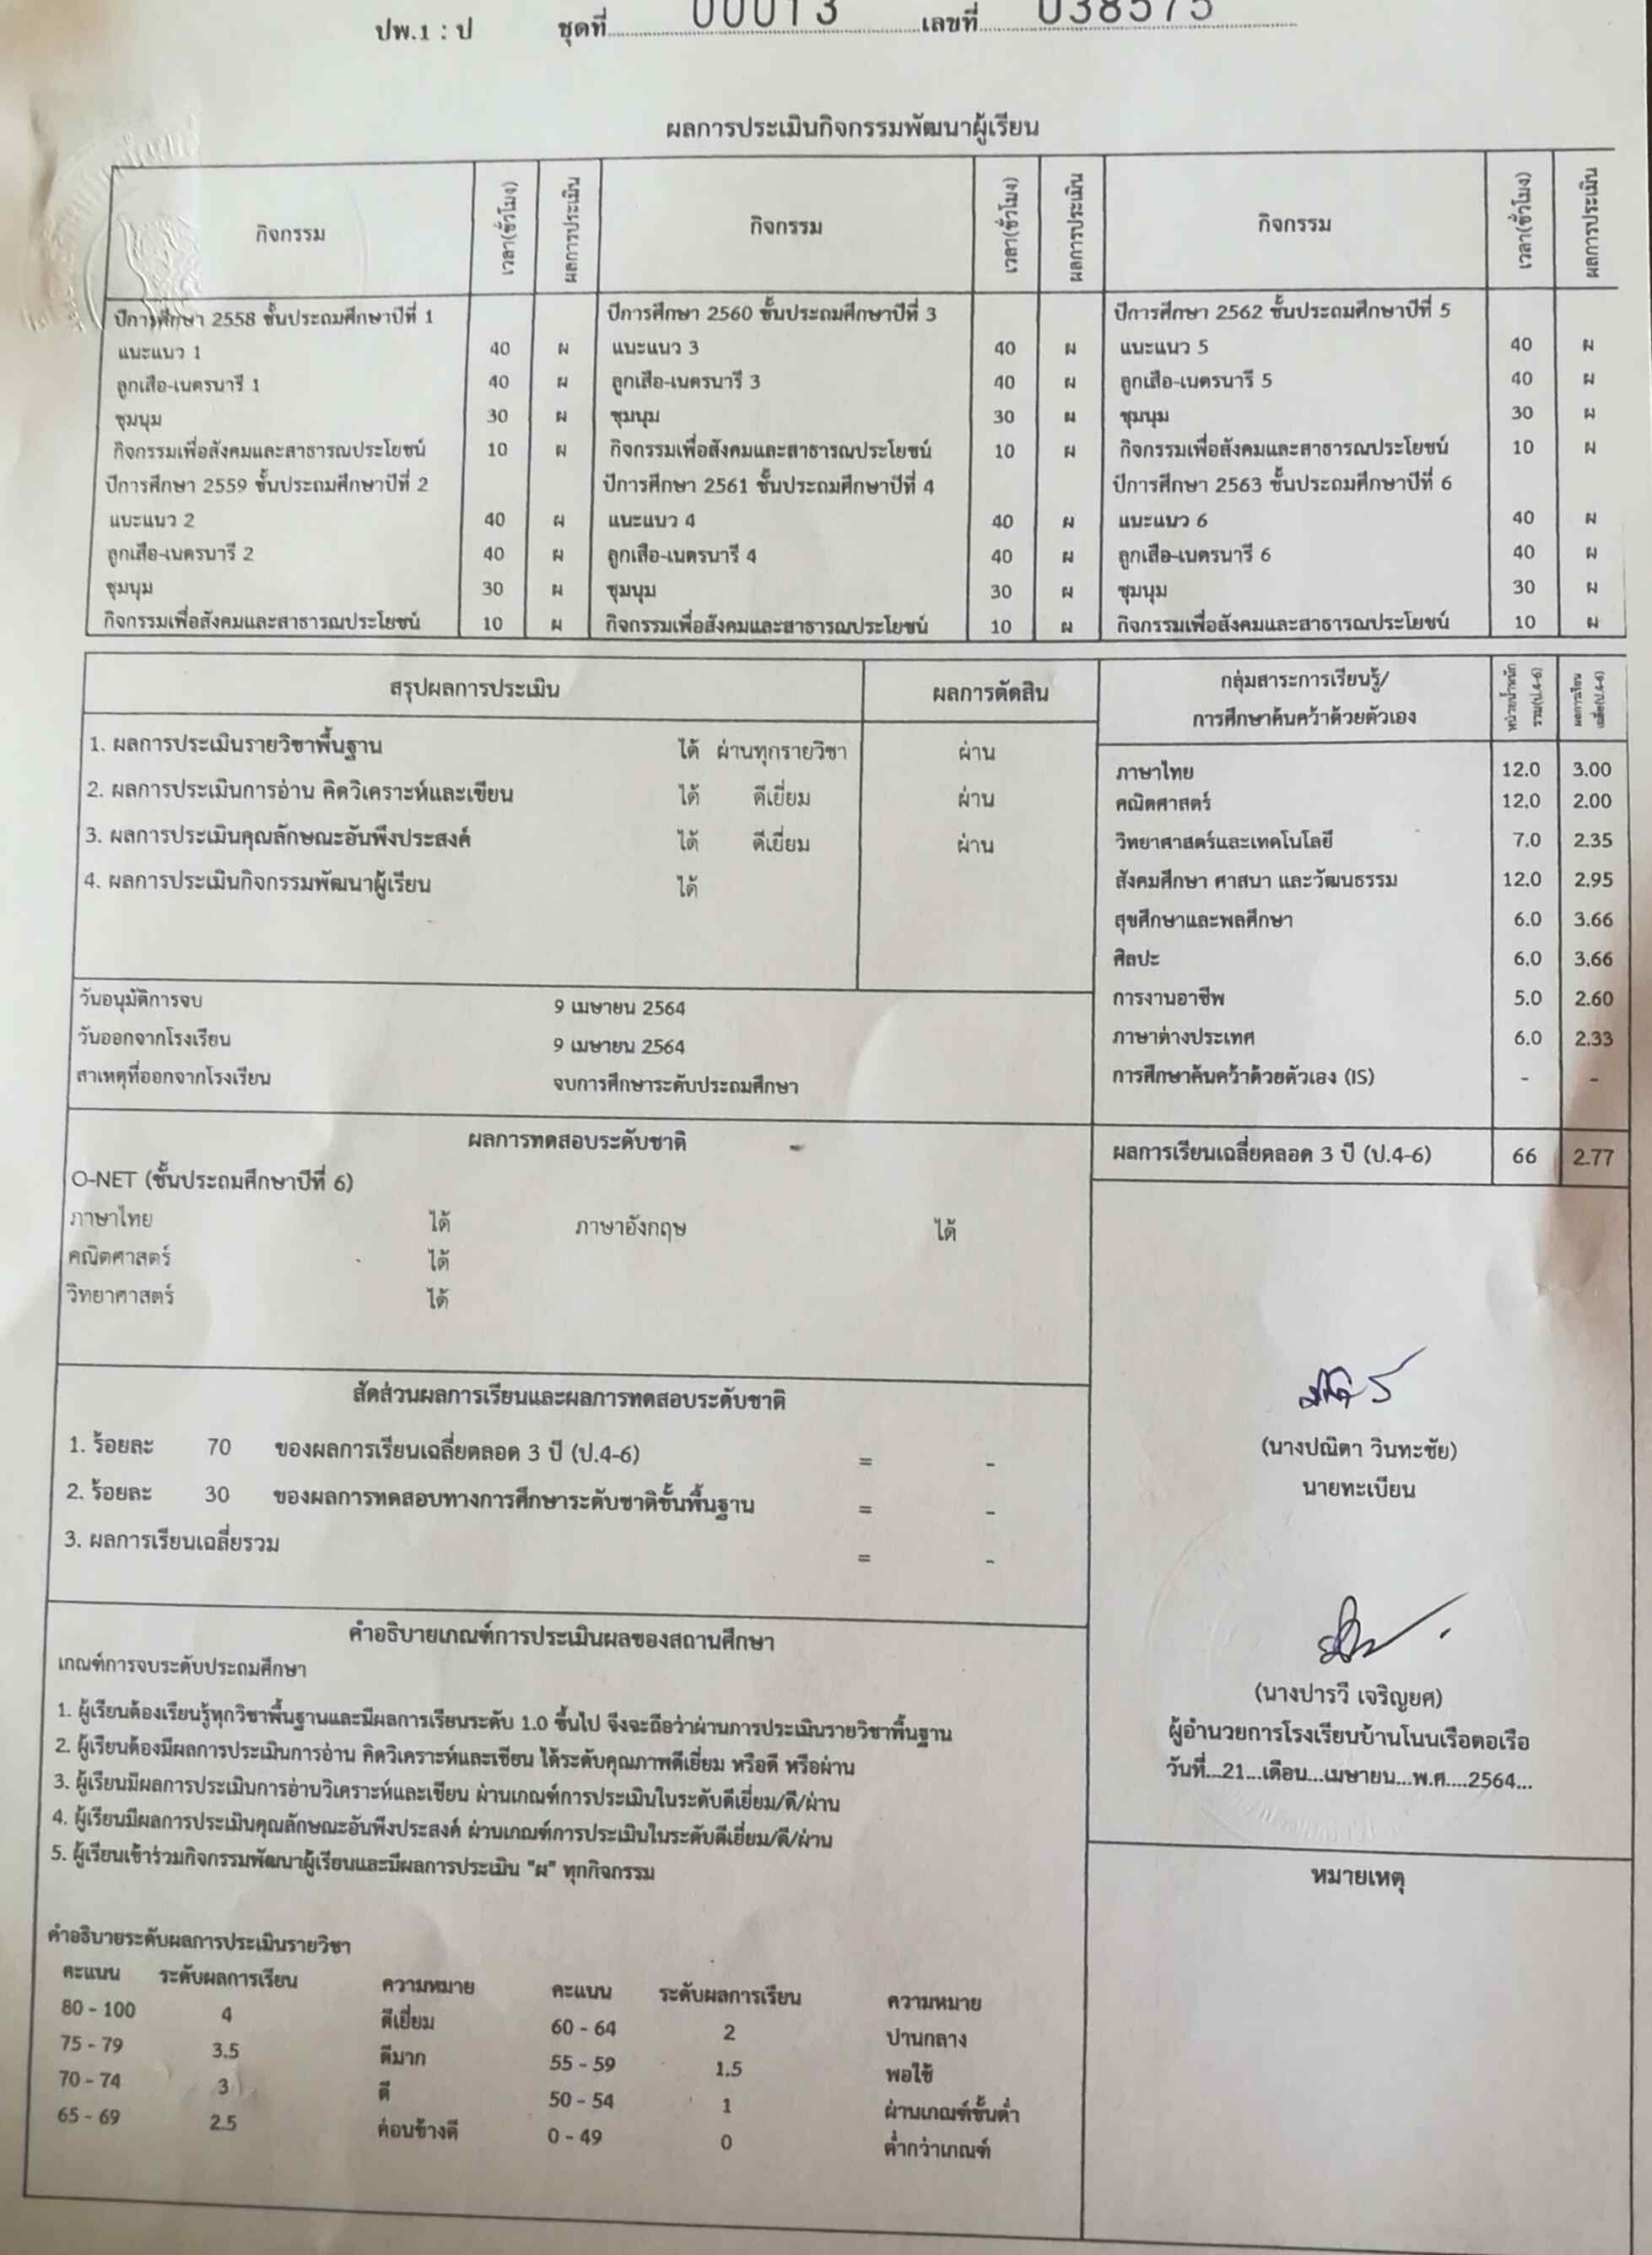 ปพ.1 : ป ชุดที่ 00013 เลขที่ 038575
ผลการประเมินกิจกรรมพัฒนาผู้เรียน
กิจกรรม เวลา(ชั่วโมง) ผลการประเมิน กิจกรรม เวลา(ชั่วโมง) ผลการประเมิน กิจกรรม เวลา(ชั่วโมง) ผลการประเมิน
ปีการศึกษา 2558 ชั้นประถมศึกษาปีที่ 1 ปีการศึกษา 2560 ชั้นประถมศึกษาปีที่ 3 ปีการศึกษา 2562 ชั้นประถมศึกษาปีที่ 5
แนะแนว 1 40 ผ แนะแนว 3 40 ผ แนะแนว 5 40 ผ
ลูกเสือ-เนตรนารี 1 40 ผ ลูกเสือ-เนตรนารี 3 40 ผ ลูกเสือ-เนตรนารี 5 40 ผ
ชุมนุม 30 ผ ชุมนุม 30 ผ ชุมนุม 30 ผ
กิจกรรมเพื่อสังคมและสาธารณประโยชน์ 10 ผ กิจกรรมเพื่อสังคมและสาธารณประโยชน์ 10 ผ กิจกรรมเพื่อสังคมและสาธารณประโยชน์ 10 ผ
ปีการศึกษา 2559 ชั้นประถมศึกษาปีที่ 2 ปีการศึกษา 2561 ชั้นประถมศึกษาปีที่ 4 ปีการศึกษา 2563 ชั้นประถมศึกษาปีที่ 6
แนะแนว 2 40 ผ แนะแนว 4 40 ผ แนะแนว 6 40 ผ
ลูกเสือ-เนตรนารี 2 40 ผ ลูกเสือ-เนตรนารี 4 40 ผ ลูกเสือ-เนตรนารี 6 40 ผ
ชุมนุม 30 ผ ชุมนุม 30 ผ ชุมนุม 30 ผ
กิจกรรมเพื่อสังคมและสาธารณประโยชน์ 10 ผ กิจกรรมเพื่อสังคมและสาธารณประโยชน์ 10 ผ กิจกรรมเพื่อสังคมและสาธารณประโยชน์ 10 ผ
สรุปผลการประเมิน ผลการตัดสิน
1. ผลการประเมินรายวิชาพื้นฐาน ได้ ผ่านทุกรายวิชา ผ่าน
2. ผลการประเมินการอ่าน คิดวิเคราะห์และเขียน ได้ ดีเยี่ยม ผ่าน
3. ผลการประเมินคุณลักษณะอันพึงประสงค์ ได้ ดีเยี่ยม ผ่าน
4. ผลการประเมินกิจกรรมพัฒนาผู้เรียน ได้
วันอนุมัติการจบ 9 เมษายน 2564
วันออกจากโรงเรียน 9 เมษายน 2564
สาเหตุที่ออกจากโรงเรียน จบการศึกษาระดับประถมศึกษา
ผลการทดสอบระดับชาติ
O-NET (ชั้นประถมศึกษาปีที่ 6)
ภาษาไทย ได้ ภาษาอังกฤษ ได้
คณิตศาสตร์ ได้
วิทยาศาสตร์ ได้
สัดส่วนผลการเรียนและผลการทดสอบระดับชาติ
1. ร้อยละ 70 ของผลการเรียนเฉลี่ยตลอด 3 ปี (ป.4-6) = -
2. ร้อยละ 30 ของผลการทดสอบทางการศึกษาระดับชาติขั้นพื้นฐาน = -
3. ผลการเรียนเฉลี่ยรวม = -
คำอธิบายเกณฑ์การประเมินผลของสถานศึกษา
เกณฑ์การจบระดับประถมศึกษา
1. ผู้เรียนต้องเรียนรู้ทุกวิชาพื้นฐานและมีผลการเรียนระดับ 1.0 ขึ้นไป จึงจะถือว่าผ่านการประเมินรายวิชาพื้นฐาน
2. ผู้เรียนต้องมีผลการประเมินการอ่าน คิดวิเคราะห์และเขียน ได้ระดับคุณภาพดีเยี่ยม หรือดี หรือผ่าน
3. ผู้เรียนมีผลการประเมินการอ่านวิเคราะห์และเขียน ผ่านเกณฑ์การประเมินในระดับดีเยี่ยม/ดี/ผ่าน
4. ผู้เรียนมีผลการประเมินคุณลักษณะอันพึงประสงค์ ผ่านเกณฑ์การประเมินในระดับดีเยี่ยม/ดี/ผ่าน
5. ผู้เรียนเข้าร่วมกิจกรรมพัฒนาผู้เรียนและมีผลการประเมิน "ผ" ทุกกิจกรรม
คำอธิบายระดับผลการประเมินรายวิชา
คะแนน ระดับผลการเรียน ความหมาย คะแนน ระดับผลการเรียน ความหมาย
80 - 100 4 ดีเยี่ยม 60 - 64 2 ปานกลาง
75 - 79 3.5 ดีมาก 55 - 59 1.5 พอใช้
70 - 74 3 ดี 50 - 54 1 ผ่านเกณฑ์ขั้นต่ำ
65 - 69 2.5 ค่อนข้างดี 0 - 49 0 ต่ำกว่าเกณฑ์
กลุ่มสาระการเรียนรู้/
การศึกษาค้นคว้าด้วยตัวเอง
หน่วยน้ำหนัก
รวม(ป.4-6)
ผลการเรียน
เฉลี่ย(ป.4-6)
ภาษาไทย 12.0 3.00
คณิตศาสตร์ 12.0 2.00
วิทยาศาสตร์และเทคโนโลยี 7.0 2.35
สังคมศึกษา ศาสนา และวัฒนธรรม 12.0 2.95
สุขศึกษาและพลศึกษา 6.0 3.66
ศิลปะ 6.0 3.66
การงานอาชีพ 5.0 2.60
ภาษาต่างประเทศ 6.0 2.33
การศึกษาค้นคว้าด้วยตัวเอง (IS) - -
ผลการเรียนเฉลี่ยตลอด 3 ปี (ป.4-6) 66 2.77
(นางปณิตา วินทะชัย)
นายทะเบียน
(นางปารวี เจริญยศ)
ผู้อำนวยการโรงเรียนบ้านโนนเรือตอเรือ
วันที่...21...เดือน...เมษายน...พ.ศ....2564...
หมายเหตุ